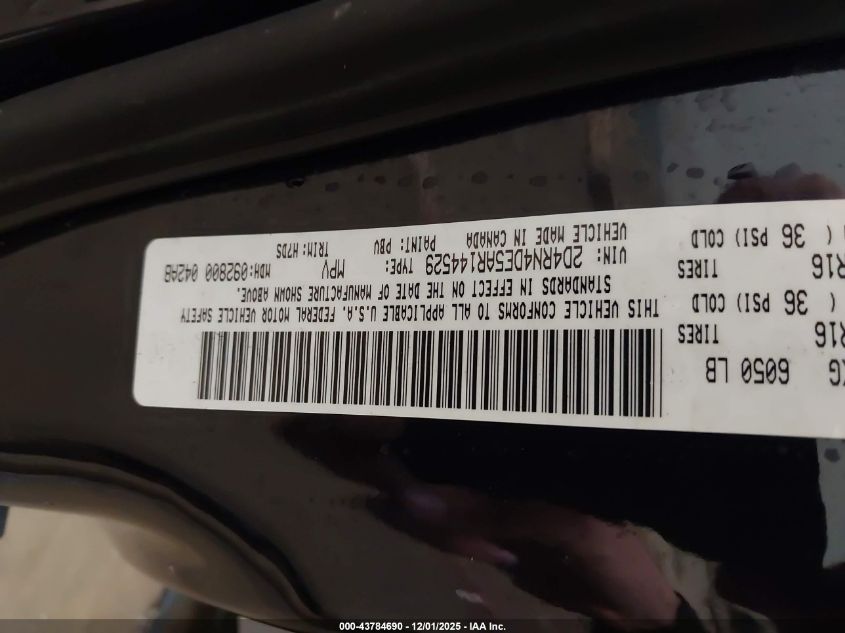 KG 6050 LB
R16 TIRES
( 36 PSI) COLD
R16 TIRES
( 36 PSI) COLD
THIS VEHICLE CONFORMS TO ALL APPLICABLE U.S.A. FEDERAL MOTOR VEHICLE SAFETY
STANDARDS IN EFFECT ON THE DATE OF MANUFACTURE SHOWN ABOVE.
VIN: 2D4RN4DE5AR144529 TYPE: MPV MDH:092800 042AB
VEHICLE MADE IN CANADA PAINT: PBV TRIM: H7DS
000-43784690 - 12/01/2025 - IAA Inc.